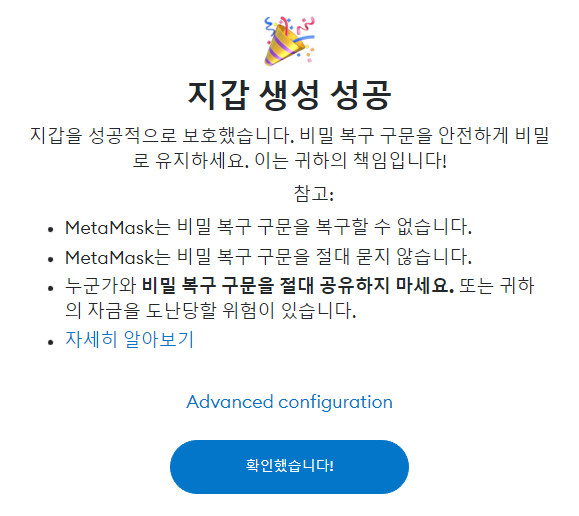 지갑 생성 성공
지갑을 성공적으로 보호했습니다. 비밀 복구 구문을 안전하게 비밀
로 유지하세요. 이는 귀하의 책임입니다!
참고:
• MetaMask는 비밀 복구 구문을 복구할 수 없습니다.
• MetaMask는 비밀 복구 구문을 절대 묻지 않습니다.
• 누군가와 비밀 복구 구문을 절대 공유하지 마세요. 또는 귀하
의 자금을 도난당할 위험이 있습니다.
• 자세히 알아보기
Advanced configuration
확인했습니다!